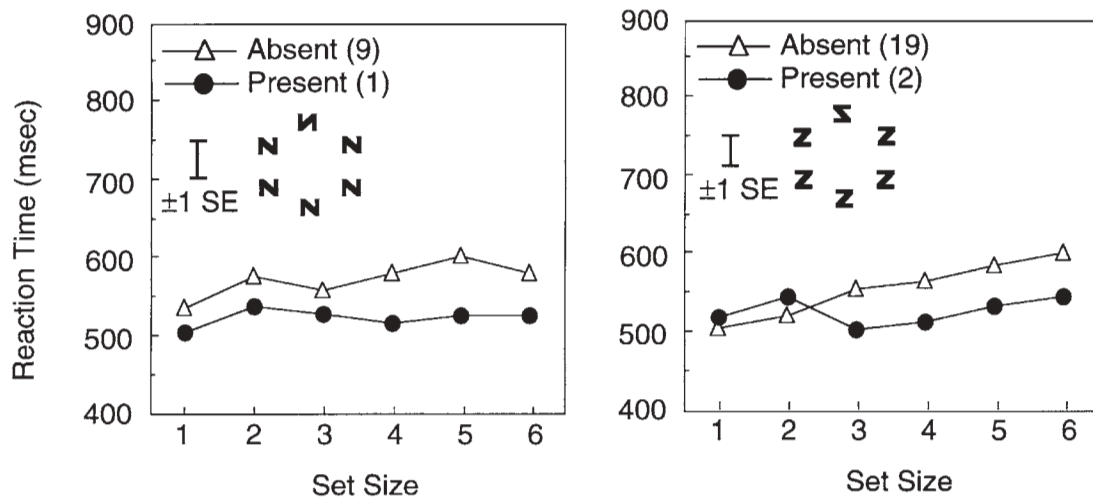 Reaction Time (msec)
900
800
700
600
500
400
Absent (9)
Present (1)
±1 SE
И
N N
N N
N
1 2 3 4 5 6
Set Size
900
800
700
600
500
400
Absent (19)
Present (2)
±1 SE
Z Z
Z Z
Z
1 2 3 4 5 6
Set Size